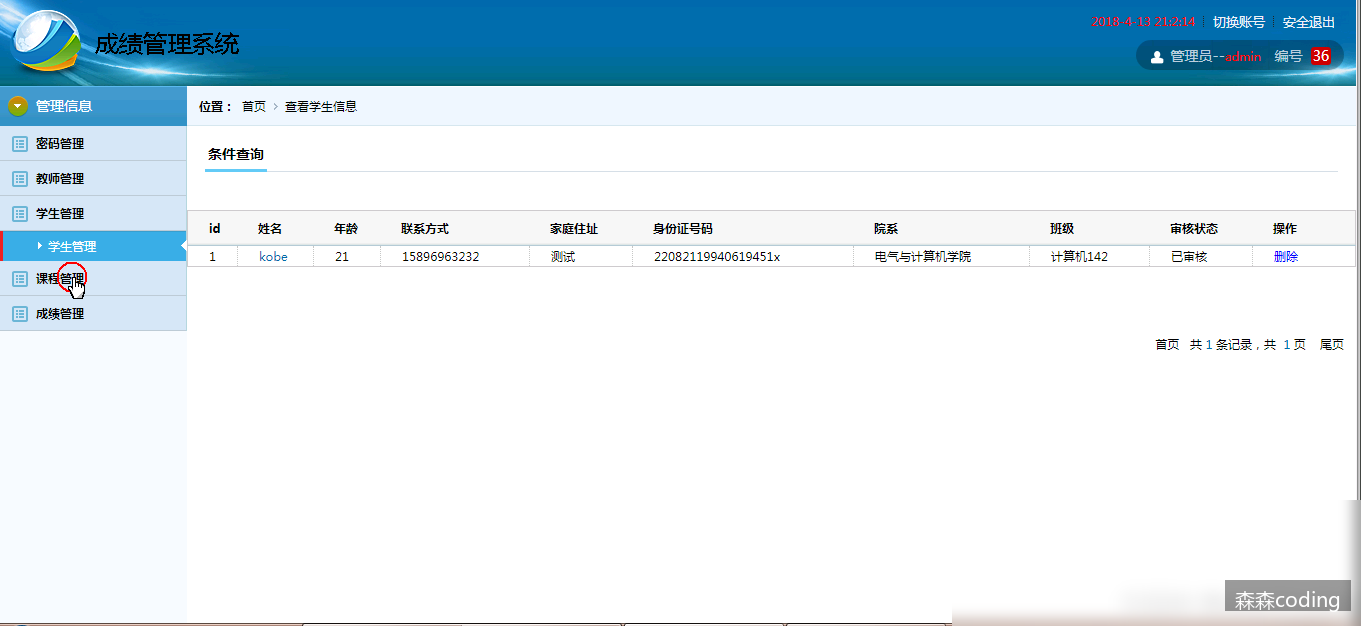 2018-4-13 21:2:14 切换账号 安全退出
成绩管理系统
管理员--admin 编号 36
管理信息
位置： 首页 > 查看学生信息
密码管理
教师管理
学生管理
学生管理
课程管理
成绩管理
条件查询
id 姓名 年龄 联系方式 家庭住址 身份证号码 院系 班级 审核状态 操作
1 kobe 21 15896963232 测试 22082119940619451x 电气与计算机学院 计算机142 已审核 删除
首页 共 1 条记录，共 1 页 尾页
森森coding